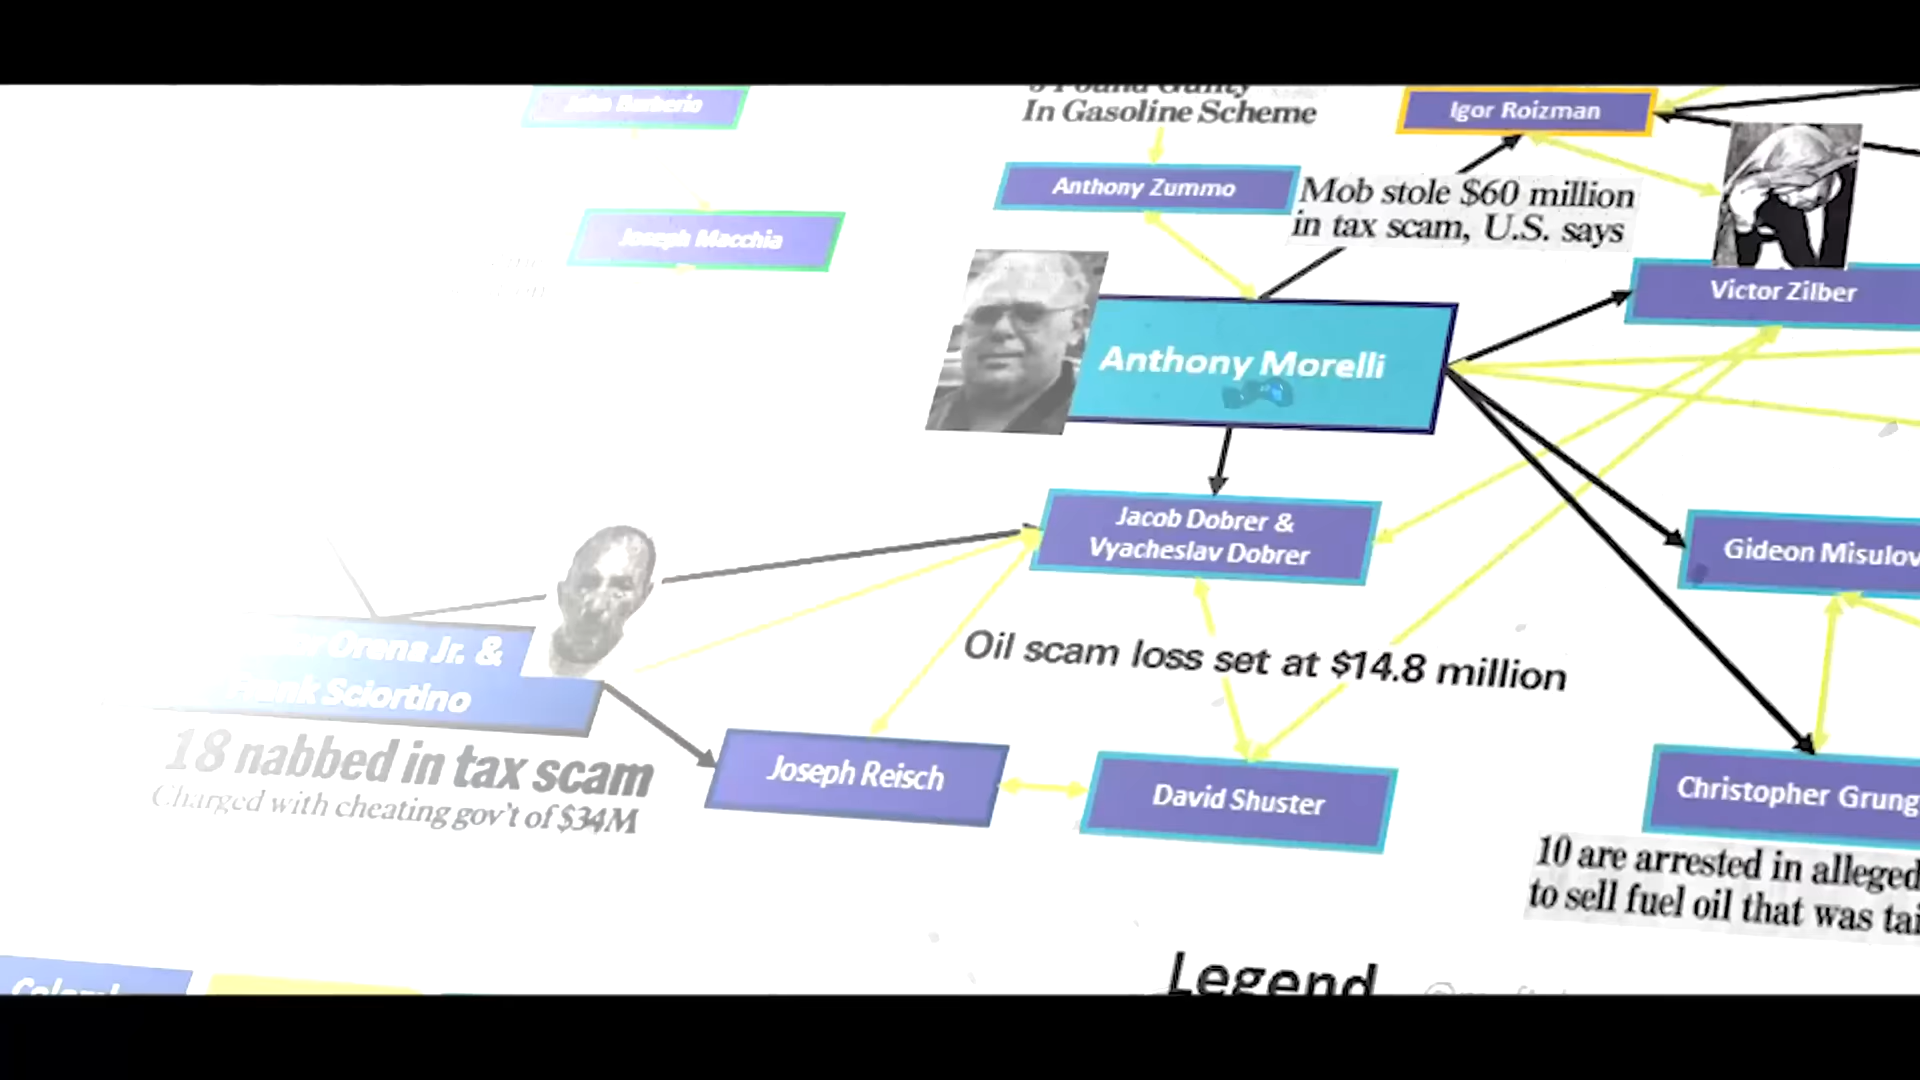 John Barberio
In Gasoline Scheme
Igor Roizman
Anthony Zummo
Mob stole $60 million
in tax scam, U.S. says
Joseph Macchia
Victor Zilber
Anthony Morelli
Jacob Dobrer &
Vyacheslav Dobrer
Gideon Misulov
Orena Jr. &
Frank Sciortino
Oil scam loss set at $14.8 million
18 nabbed in tax scam
Charged with cheating gov't of $34M
Joseph Reisch
David Shuster
Christopher Grung
10 are arrested in alleged
to sell fuel oil that was tai
Legend